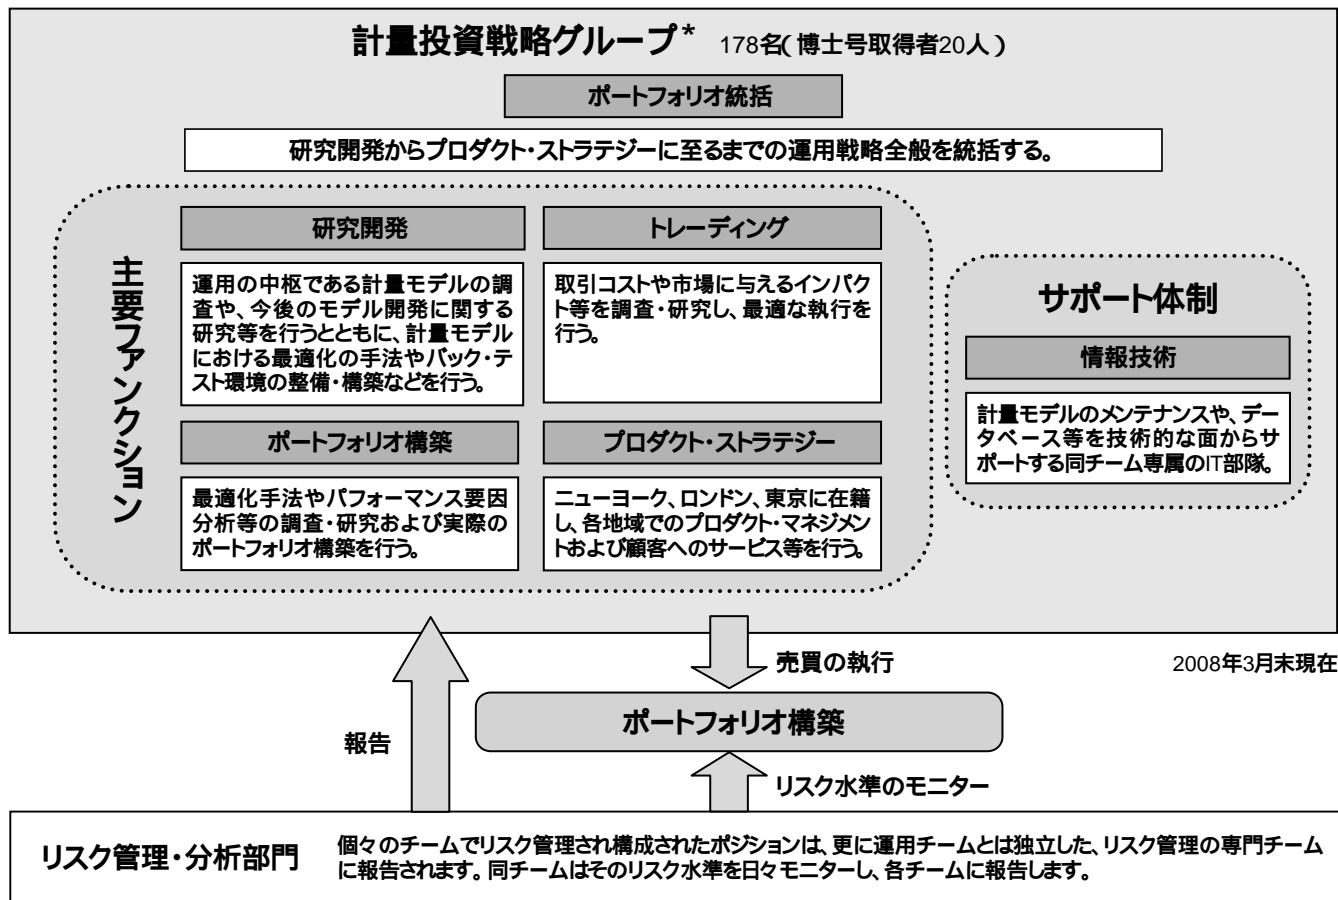 計量投資戦略グループ* 178名(博士号取得者20人)
ポートフォリオ統括
研究開発からプロダクト・ストラテジーに至るまでの運用戦略全般を統括する。
主要ファンクション
研究開発
運用の中枢である計量モデルの調
査や、今後のモデル開発に関する
研究等を行うとともに、計量モデル
における最適化の手法やバック・テ
スト環境の整備・構築などを行う。
トレーディング
取引コストや市場に与えるインパク
ト等を調査・研究し、最適な執行を
行う。
ポートフォリオ構築
最適化手法やパフォーマンス要因
分析等の調査・研究および実際の
ポートフォリオ構築を行う。
プロダクト・ストラテジー
ニューヨーク、ロンドン、東京に在籍
し、各地域でのプロダクト・マネジメン
トおよび顧客へのサービス等を行う。
サポート体制
情報技術
計量モデルのメンテナンスや、デー
タベース等を技術的な面からサ
ポートする同チーム専属のIT部隊。
売買の執行
2008年3月末現在
ポートフォリオ構築
報告
リスク水準のモニター
リスク管理・分析部門
個々のチームでリスク管理され構成されたポジションは、更に運用チームとは独立した、リスク管理の専門チーム
に報告されます。同チームはそのリスク水準を日々モニターし、各チームに報告します。